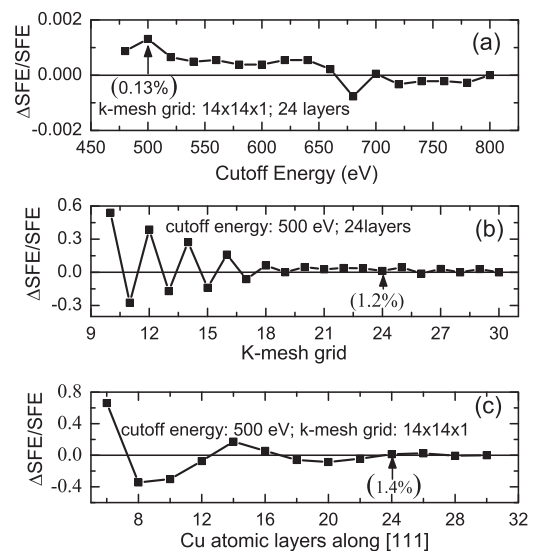 0.002
(a)
0.000
(0.13%)
k-mesh grid: 14x14x1; 24 layers
-0.002
450 500 550 600 650 700 750 800
ΔSFE/SFE
Cutoff Energy (eV)
0.6
cutoff energy: 500 eV; 24layers
(b)
0.3
0.0
(1.2%)
-0.3
9 12 15 18 21 24 27 30
ΔSFE/SFE
K-mesh grid
0.8
(c)
cutoff energy: 500 eV; k-mesh grid: 14x14x1
0.4
0.0
(1.4%)
-0.4
8 12 16 20 24 28 32
ΔSFE/SFE
Cu atomic layers along [111]